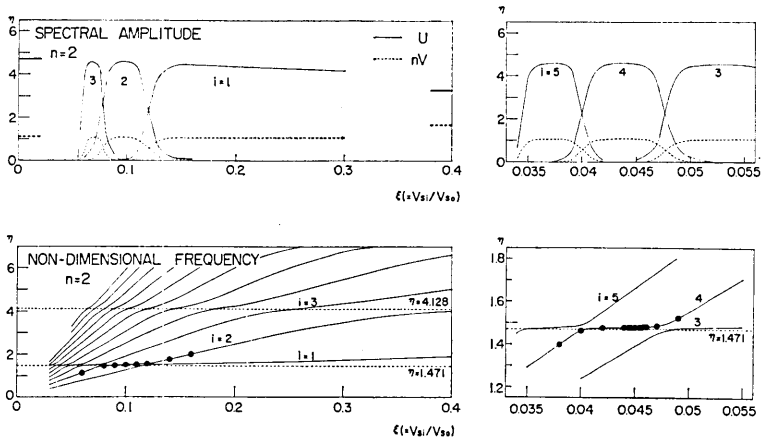 η
6
4
2
0
SPECTRAL AMPLITUDE
n=2
3
2
i=1
U
nV
0.1
0.2
0.3
0.4
ξ(=Vsi/Vso)
η
6
4
2
0
i=5
4
3
0.035
0.04
0.045
0.05
0.055
η
6
4
2
0
NON-DIMENSIONAL FREQUENCY
n=2
i=3
i=2
i=1
η=4.128
η=1.471
0.1
0.2
0.3
0.4
ξ(=Vsi/Vso)
η
1.8
1.6
1.4
1.2
i=5
4
3
η=1.471
0.035
0.04
0.045
0.05
0.055